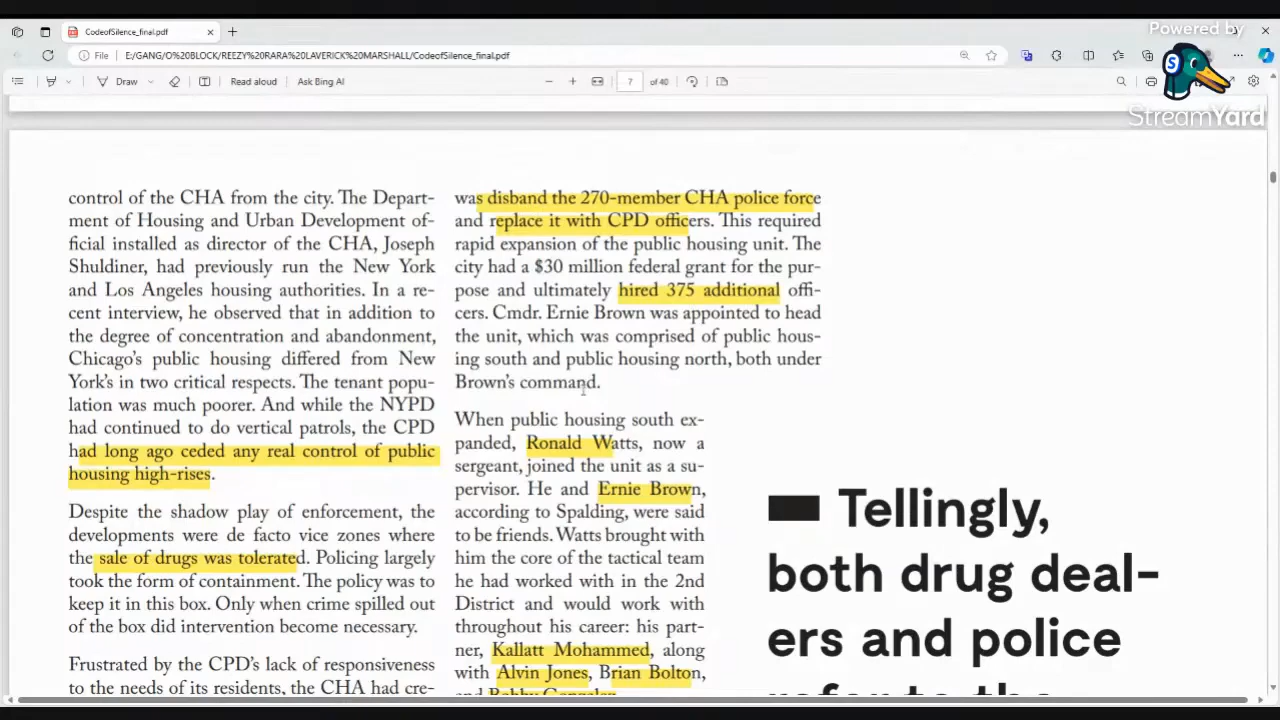 Powered by
StreamYard
CodeofSilence_final.pdf
File
E:/GANG/O%20BLOCK/REEZY%20RARA%20LAVERICK%20MARSHALL/CodeofSilence_final.pdf
Draw
Read aloud
Ask Bing AI
7
of 40
control of the CHA from the city. The Depart-
ment of Housing and Urban Development of-
ficial installed as director of the CHA, Joseph
Shuldiner, had previously run the New York
and Los Angeles housing authorities. In a re-
cent interview, he observed that in addition to
the degree of concentration and abandonment,
Chicago's public housing differed from New
York's in two critical respects. The tenant popu-
lation was much poorer. And while the NYPD
had continued to do vertical patrols, the CPD
had long ago ceded any real control of public
housing high-rises.
Despite the shadow play of enforcement, the
developments were de facto vice zones where
the sale of drugs was tolerated. Policing largely
took the form of containment. The policy was to
keep it in this box. Only when crime spilled out
of the box did intervention become necessary.
Frustrated by the CPD's lack of responsiveness
to the needs of its residents, the CHA had cre-
was disband the 270-member CHA police force
and replace it with CPD officers. This required
rapid expansion of the public housing unit. The
city had a $30 million federal grant for the pur-
pose and ultimately hired 375 additional offi-
cers. Cmdr. Ernie Brown was appointed to head
the unit, which was comprised of public hous-
ing south and public housing north, both under
Brown's command.
When public housing south ex-
panded, Ronald Watts, now a
sergeant, joined the unit as a su-
pervisor. He and Ernie Brown,
according to Spalding, were said
to be friends. Watts brought with
him the core of the tactical team
he had worked with in the 2nd
District and would work with
throughout his career: his part-
ner, Kallatt Mohammed, along
with Alvin Jones, Brian Bolton,
and Bobby Gonzalez
Tellingly,
both drug deal-
ers and police
refer to the